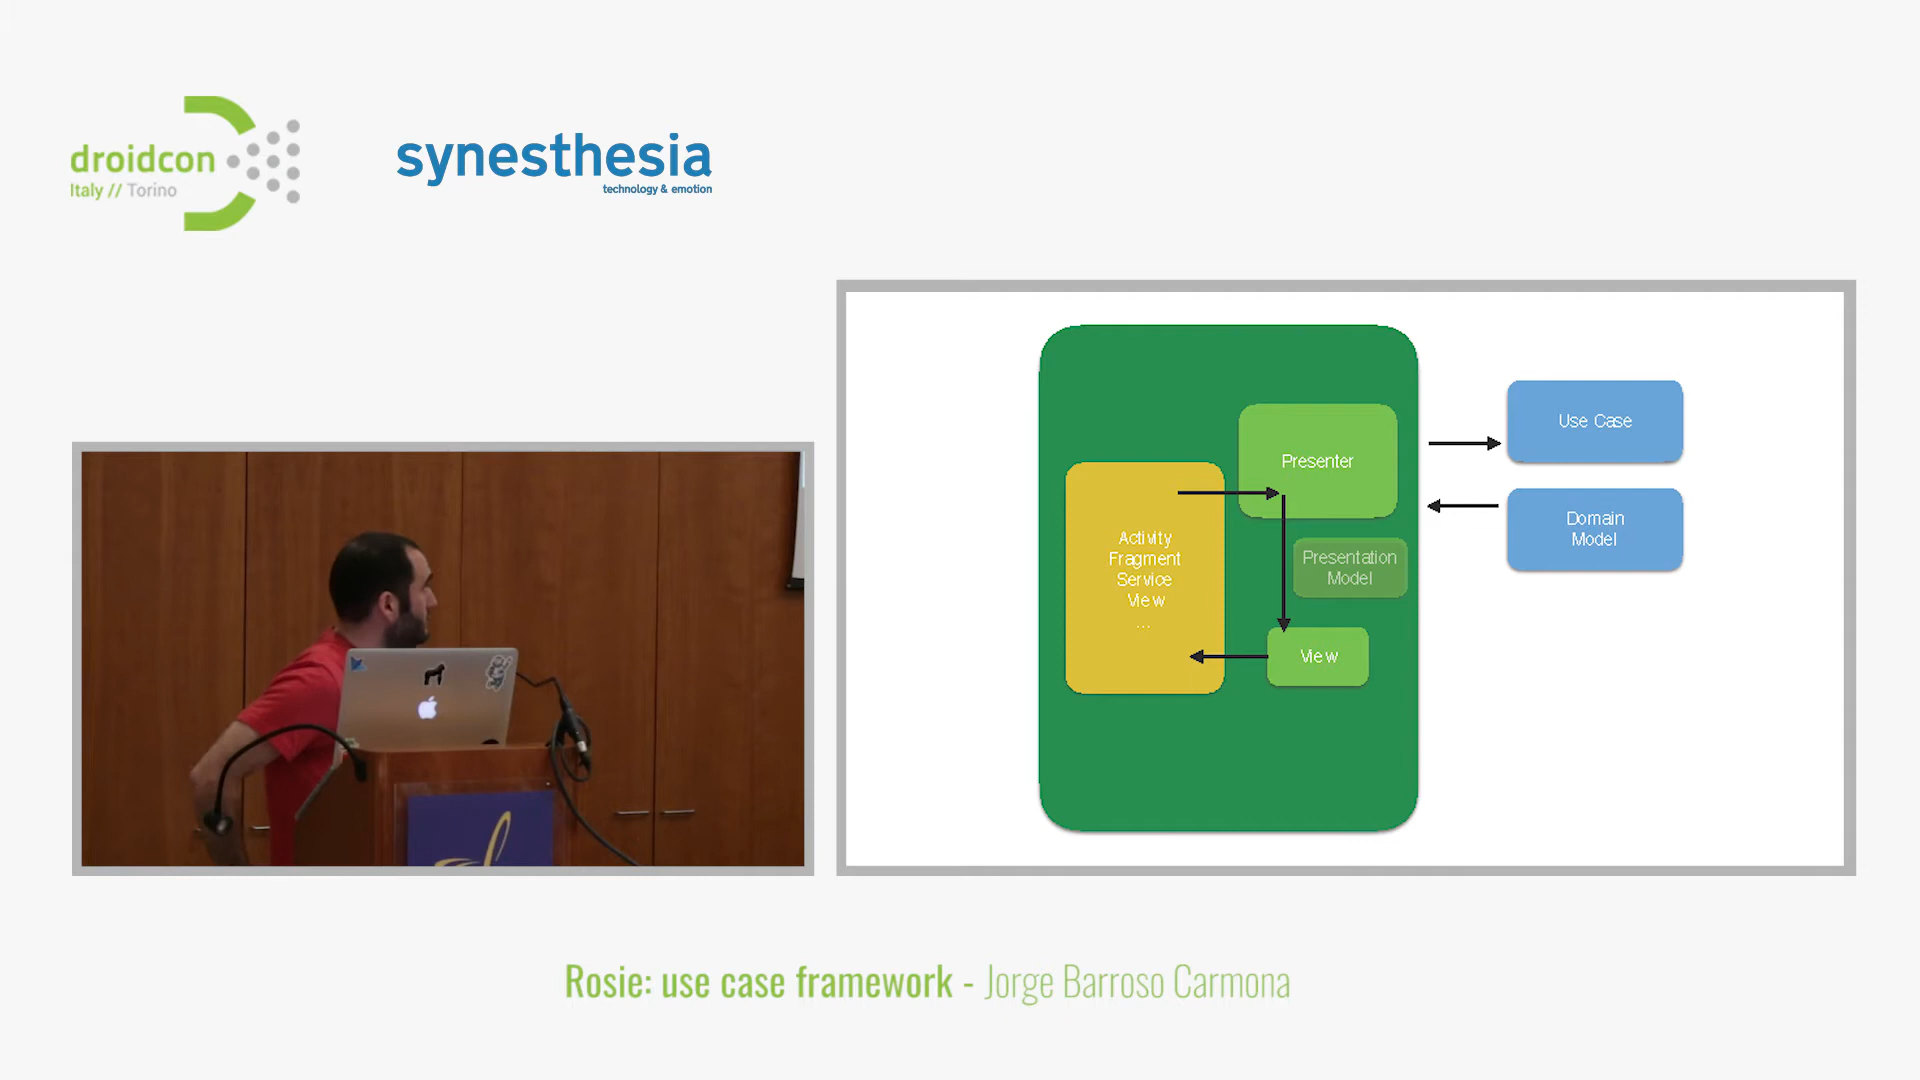 droidcon
Italy // Torino
synesthesia
technology & emotion
Presenter
Use Case
Activity
Fragment
Service
View
...
Presentation
Model
Domain
Model
View
Rosie: use case framework - Jorge Barroso Carmona